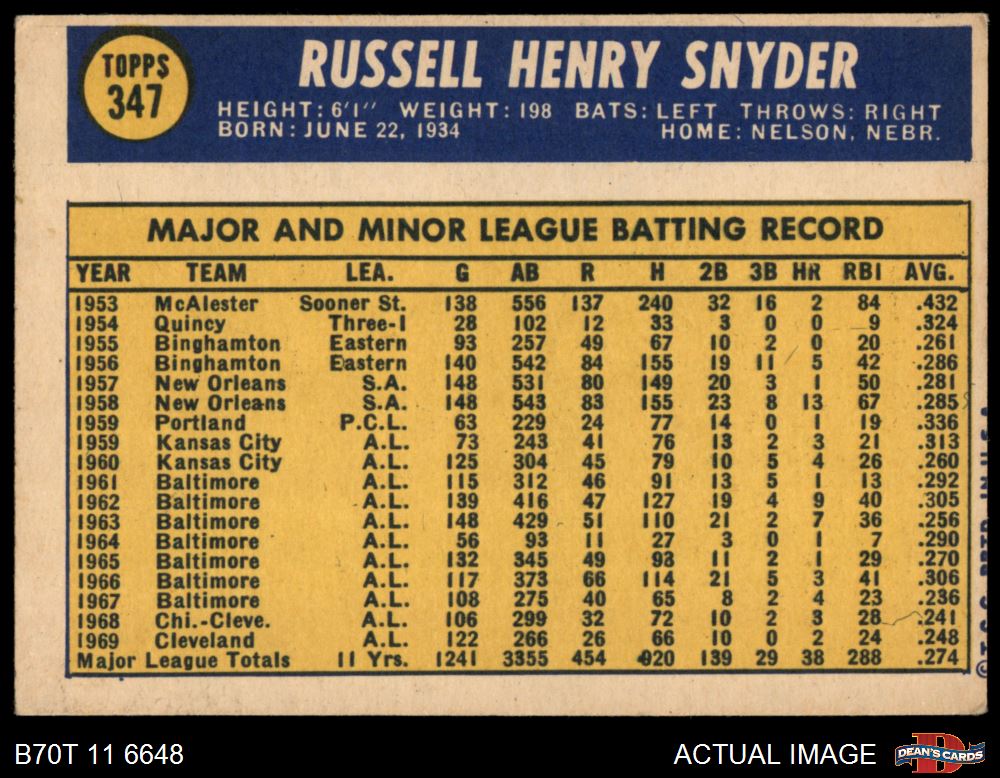 TOPPS
347
RUSSELL HENRY SNYDER
HEIGHT: 6'1" WEIGHT: 198 BATS: LEFT THROWS: RIGHT
BORN: JUNE 22, 1934 HOME: NELSON, NEBR.
MAJOR AND MINOR LEAGUE BATTING RECORD
YEAR TEAM LEA. G AB R H 2B 3B HR RBI AVG.
1953 McAlester Sooner St. 138 556 137 240 32 16 2 84 .432
1954 Quincy Three-I 28 102 12 33 3 0 0 9 .324
1955 Binghamton Eastern 93 257 49 67 10 2 0 20 .261
1956 Binghamton Eastern 140 542 84 155 19 11 5 42 .286
1957 New Orleans S.A. 148 531 80 149 20 3 1 50 .281
1958 New Orleans S.A. 148 543 83 155 23 8 13 67 .285
1959 Portland P.C.L. 63 229 24 77 14 0 1 19 .336
1959 Kansas City A.L. 73 243 41 76 13 2 3 21 .313
1960 Kansas City A.L. 125 304 45 79 10 5 4 26 .260
1961 Baltimore A.L. 115 312 46 91 13 5 1 13 .292
1962 Baltimore A.L. 139 416 47 127 19 4 9 40 .305
1963 Baltimore A.L. 148 429 51 110 21 2 7 36 .256
1964 Baltimore A.L. 56 93 11 27 3 0 1 7 .290
1965 Baltimore A.L. 132 345 49 93 11 2 1 29 .270
1966 Baltimore A.L. 117 373 66 114 21 5 3 41 .306
1967 Baltimore A.L. 108 275 40 65 8 2 4 23 .236
1968 Chi.-Cleve. A.L. 106 299 32 72 10 2 3 28 .241
1969 Cleveland A.L. 122 266 26 66 10 0 2 24 .248
Major League Totals 11 Yrs. 1241 3355 454 920 139 29 38 288 .274
B70T 11 6648
ACTUAL IMAGE
DEAN'S CARDS